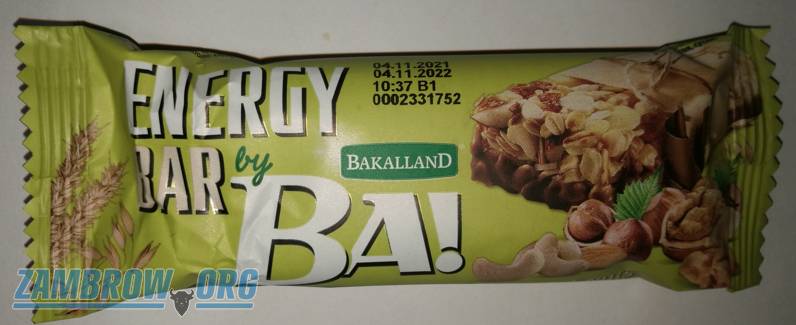 ENERGY
BAR by
BA!
04.11.2021
04.11.2022
10:37 B1
0002331752
BAKALLAND
ZAMBROW.ORG